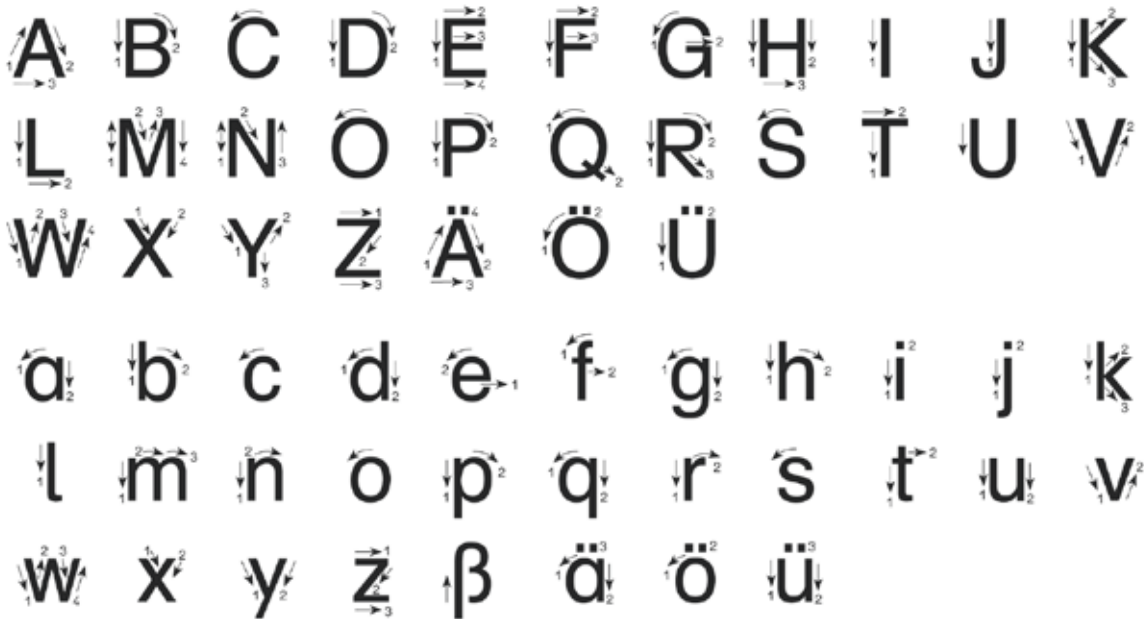 A B C D E F G H I J K
L M N O P Q R S T U V
W X Y Z Ä Ö Ü
a b c d e f g h i j k
l m n o p q r s t u v
w x y z ß ä ö ü